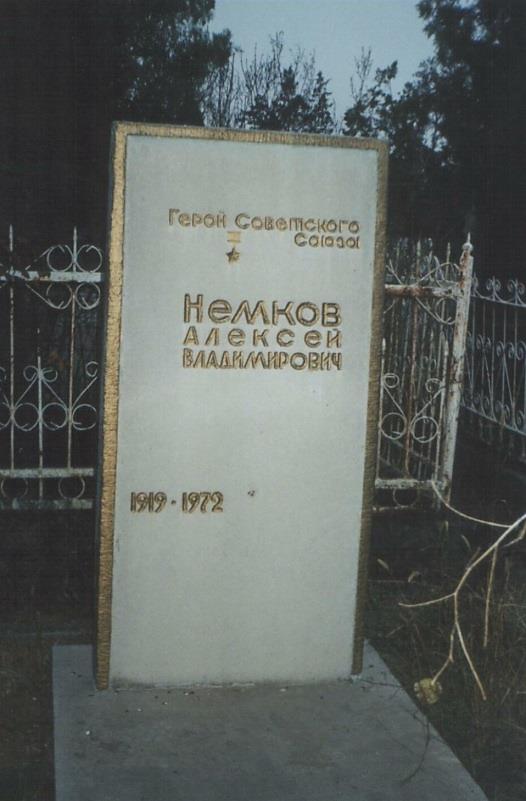 Герой Советского
Союза
Немков
Алексей
Владимирович
1919 · 1972